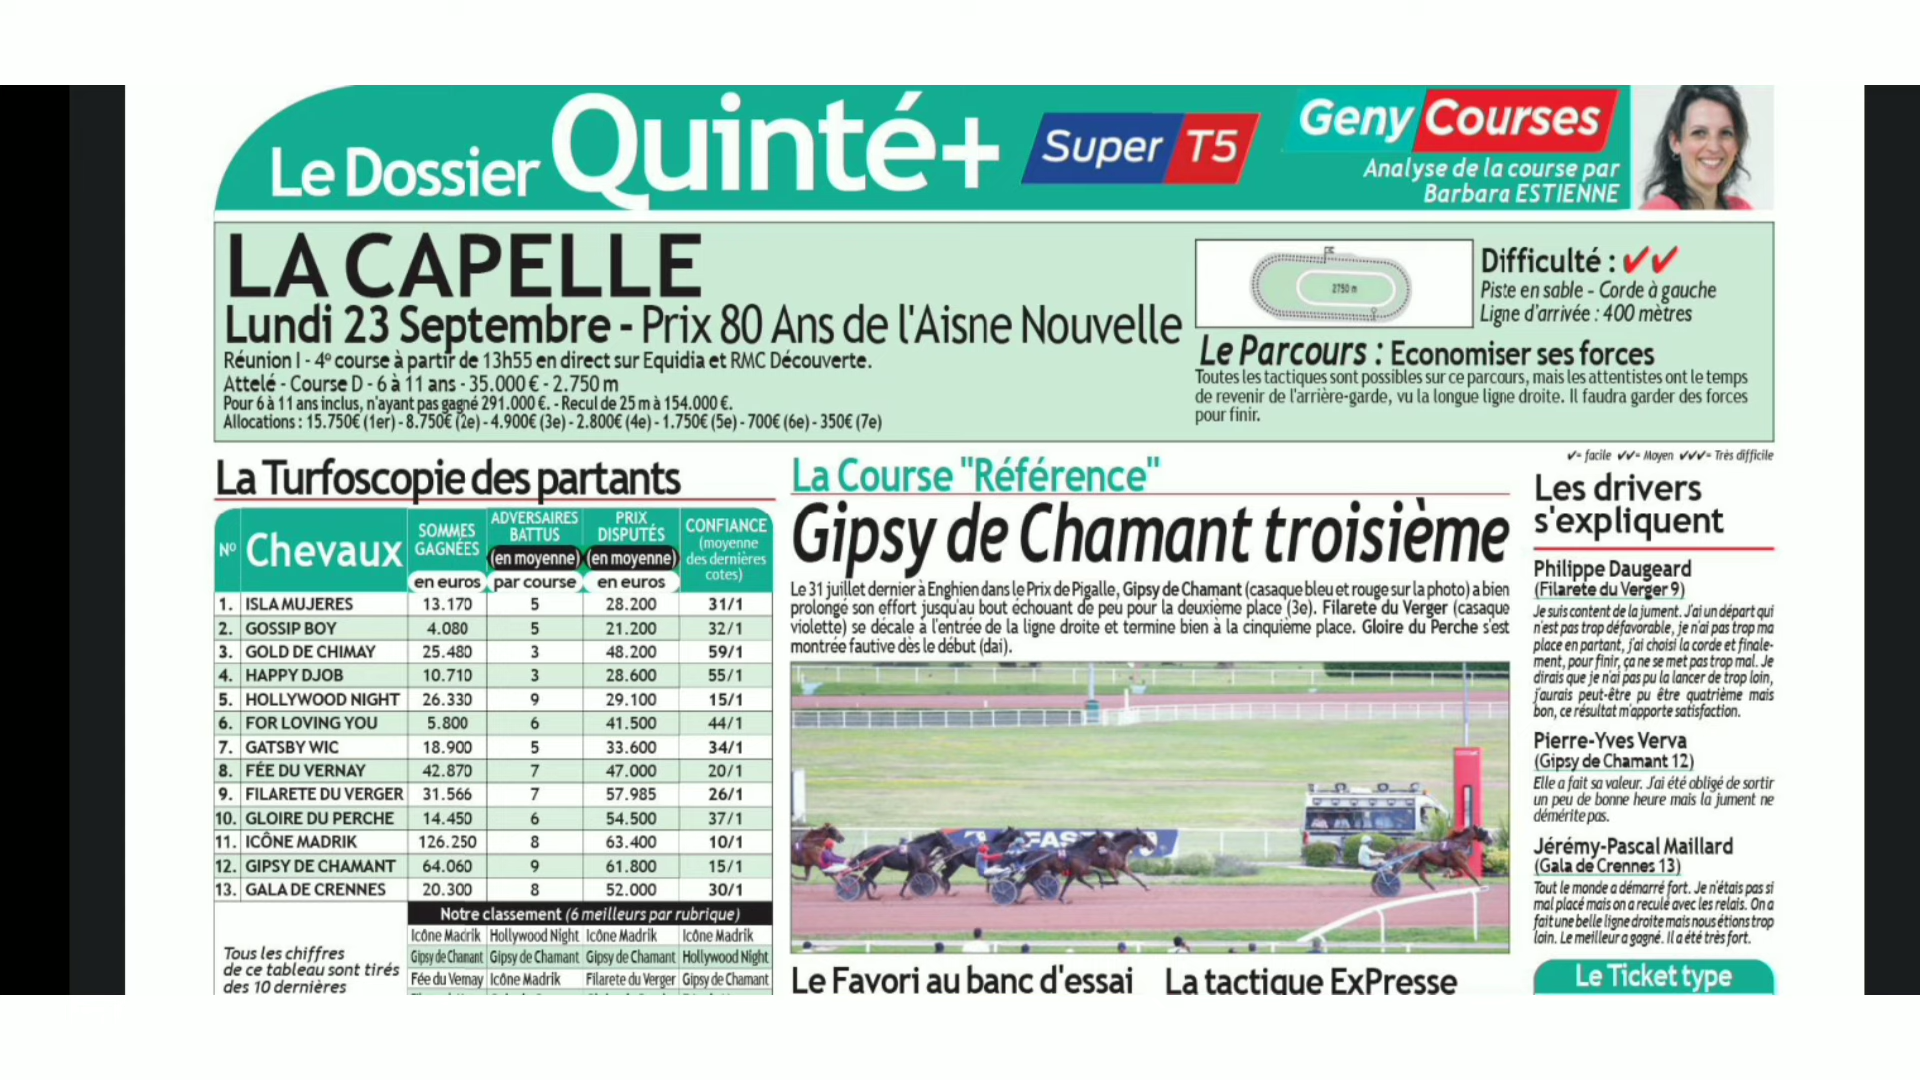 Le Dossier Quinté+
Super T5
Geny Courses
Analyse de la course par
Barbara ESTIENNE
LA CAPELLE
Lundi 23 Septembre - Prix 80 Ans de l'Aisne Nouvelle
Réunion I - 4e course à partir de 13h55 en direct sur Equidia et RMC Découverte.
Attelé - Course D - 6 à 11 ans - 35.000 € - 2.750 m
Pour 6 à 11 ans inclus, n'ayant pas gagné 291.000 €. - Recul de 25 m à 154.000 €.
Allocations : 15.750€ (1er) - 8.750€ (2e) - 4.900€ (3e) - 2.800€ (4e) - 1.750€ (5e) - 700€ (6e) - 350€ (7e)
2750 m
Difficulté : ✔✔
Piste en sable - Corde à gauche
Ligne d'arrivée : 400 mètres
Le Parcours : Economiser ses forces
Toutes les tactiques sont possibles sur ce parcours, mais les attentistes ont le temps
de revenir de l'arrière-garde, vu la longue ligne droite. Il faudra garder des forces
pour finir.
✔= facile ✔✔= Moyen ✔✔✔= Très difficile
La Turfoscopie des partants
N° Chevaux
SOMMES GAGNÉES en euros
ADVERSAIRES BATTUS (en moyenne) par course
PRIX DISPUTÉS (en moyenne) en euros
CONFIANCE (moyenne des dernières cotes)
1. ISLA MUJERES 13.170 5 28.200 31/1
2. GOSSIP BOY 4.080 5 21.200 32/1
3. GOLD DE CHIMAY 25.480 3 48.200 59/1
4. HAPPY DJOB 10.710 3 28.600 55/1
5. HOLLYWOOD NIGHT 26.330 9 29.100 15/1
6. FOR LOVING YOU 5.800 6 41.500 44/1
7. GATSBY WIC 18.900 5 33.600 34/1
8. FÉE DU VERNAY 42.870 7 47.000 20/1
9. FILARETE DU VERGER 31.566 7 57.985 26/1
10. GLOIRE DU PERCHE 14.450 6 54.500 37/1
11. ICÔNE MADRIK 126.250 8 63.400 10/1
12. GIPSY DE CHAMANT 64.060 9 61.800 15/1
13. GALA DE CRENNES 20.300 8 52.000 30/1
Notre classement (6 meilleurs par rubrique)
Icône Madrik Hollywood Night Icône Madrik Icône Madrik
Gipsy de Chamant Gipsy de Chamant Gipsy de Chamant Hollywood Night
Fée du Vernay Icône Madrik Filarete du Verger Gipsy de Chamant
Tous les chiffres
de ce tableau sont tirés
des 10 dernières
La Course "Référence"
Gipsy de Chamant troisième
Le 31 juillet dernier à Enghien dans le Prix de Pigalle, Gipsy de Chamant (casaque bleu et rouge sur la photo) a bien
prolongé son effort jusqu'au bout échouant de peu pour la deuxième place (3e). Filarete du Verger (casaque
violette) se décale à l'entrée de la ligne droite et termine bien à la cinquième place. Gloire du Perche s'est
montrée fautive dès le début (dai).
Le Favori au banc d'essai
La tactique ExPresse
Les drivers
s'expliquent
Philippe Daugeard
(Filarete du Verger 9)
Je suis content de la jument. J'ai un départ qui
n'est pas trop défavorable, je n'ai pas trop ma
place en partant, j'ai choisi la corde et finale-
ment, pour finir, ça ne se met pas trop mal. Je
dirais que je n'ai pas pu la lancer de trop loin,
j'aurais peut-être pu être quatrième mais
bon, ce résultat m'apporte satisfaction.
Pierre-Yves Verva
(Gipsy de Chamant 12)
Elle a fait sa valeur. J'ai été obligé de sortir
un peu de bonne heure mais la jument ne
démérite pas.
Jérémy-Pascal Maillard
(Gala de Crennes 13)
Tout le monde a démarré fort. Je n'étais pas si
mal placé mais on a reculé avec les relais. On a
fait une belle ligne droite mais nous étions trop
loin. Le meilleur a gagné. Il a été très fort.
Le Ticket type